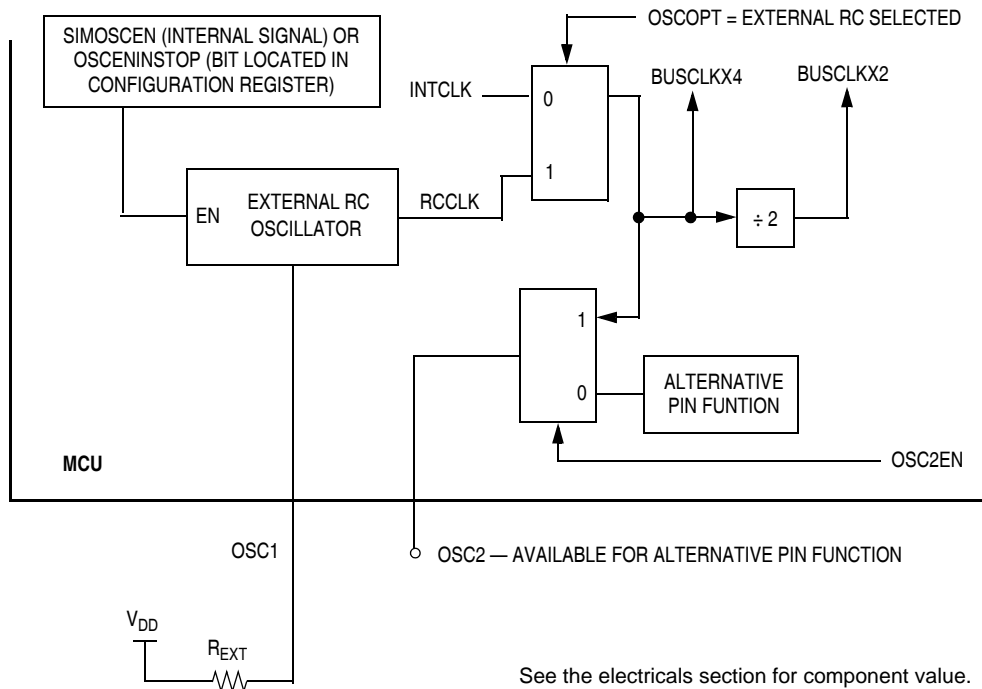 OSCOPT = EXTERNAL RC SELECTED
SIMOSCEN (INTERNAL SIGNAL) OR
OSCENINSTOP (BIT LOCATED IN
CONFIGURATION REGISTER)
BUSCLKX4
BUSCLKX2
INTCLK
0
1
EN
EXTERNAL RC
OSCILLATOR
RCCLK
÷ 2
1
0
ALTERNATIVE
PIN FUNTION
MCU
OSC2EN
OSC1
OSC2 — AVAILABLE FOR ALTERNATIVE PIN FUNCTION
VDD
REXT
See the electricals section for component value.